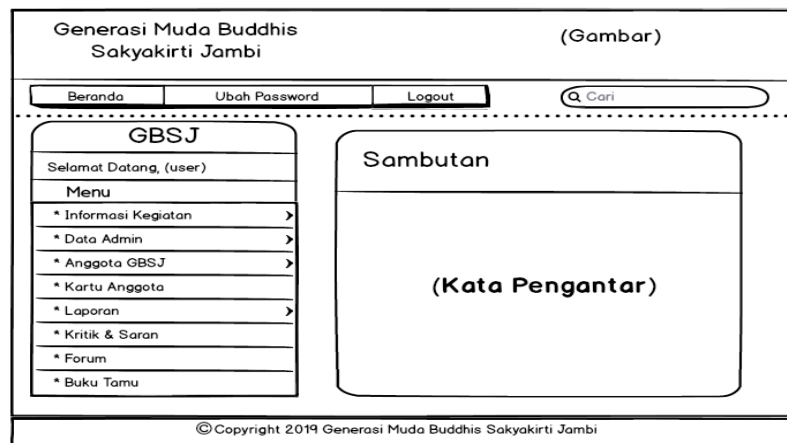 Generasi Muda Buddhis
Sakyakirti Jambi
(Gambar)
Beranda
Ubah Password
Logout
Cari
GBSJ
Selamat Datang, (user)
Menu
* Informasi Kegiatan
* Data Admin
* Anggota GBSJ
* Kartu Anggota
* Laporan
* Kritik & Saran
* Forum
* Buku Tamu
Sambutan
(Kata Pengantar)
©Copyright 2019 Generasi Muda Buddhis Sakyakirti Jambi